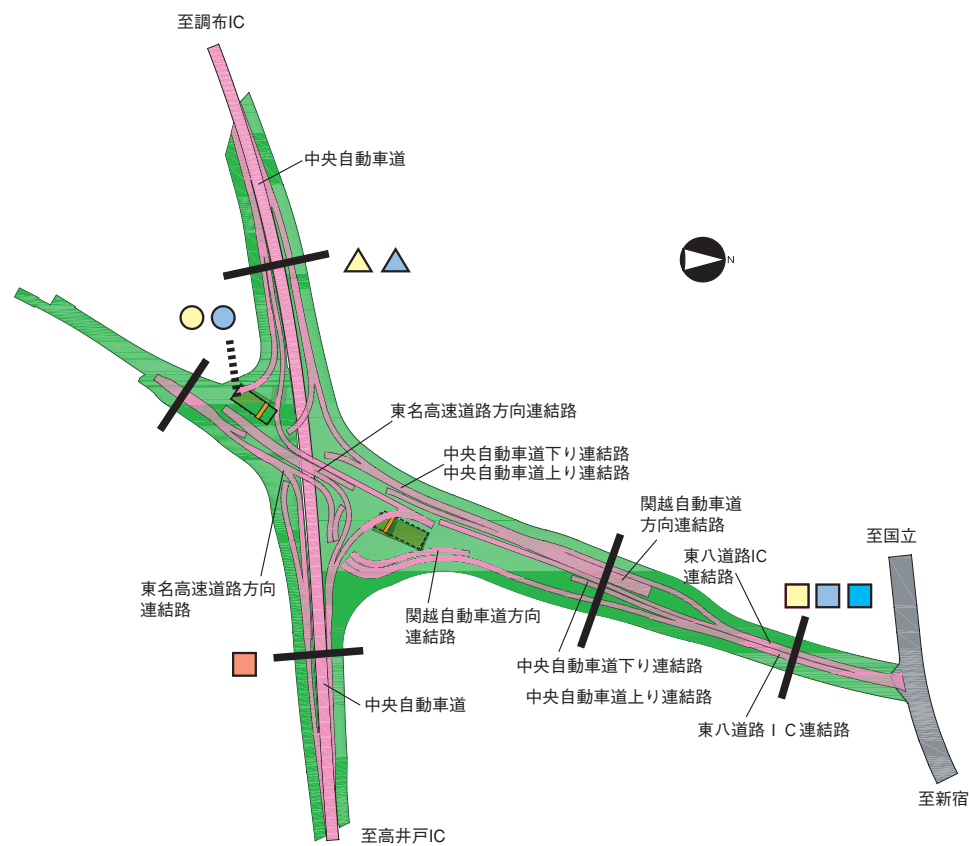 至調布IC
中央自動車道
N
東名高速道路方向連結路
中央自動車道下り連結路
中央自動車道上り連結路
関越自動車道
方向連結路
至国立
東八道路IC
連結路
東名高速道路方向
連結路
関越自動車道方向
連結路
中央自動車道下り連結路
中央自動車道上り連結路
中央自動車道
東八道路ＩＣ連結路
至新宿
至高井戸IC